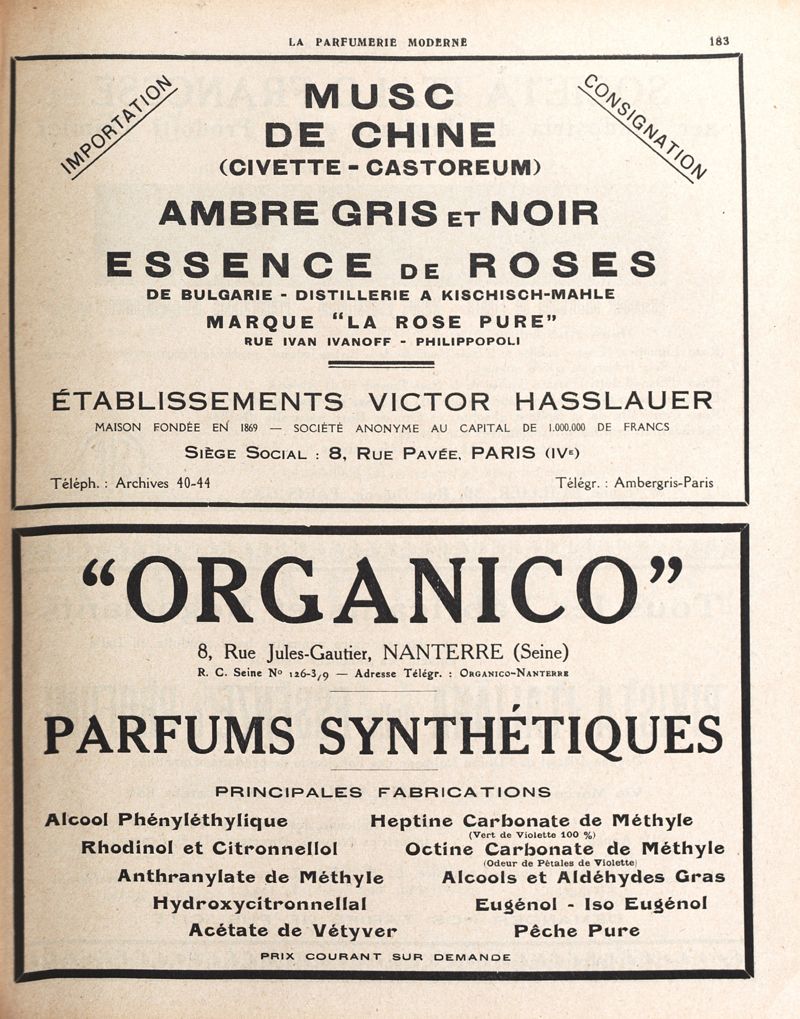 LA PARFUMERIE MODERNE 183
IMPORTATION
CONSIGNATION
MUSC
DE CHINE
(CIVETTE - CASTOREUM)
AMBRE GRIS ET NOIR
ESSENCE DE ROSES
DE BULGARIE - DISTILLERIE A KISCHISCH-MAHLE
MARQUE "LA ROSE PURE"
RUE IVAN IVANOFF - PHILIPPOPOLI
ÉTABLISSEMENTS VICTOR HASSLAUER
MAISON FONDÉE EN 1869 — SOCIÉTÉ ANONYME AU CAPITAL DE 1.000.000 DE FRANCS
SIÈGE SOCIAL : 8, RUE PAVÉE, PARIS (IVE)
Téléph. : Archives 40-44 Télégr. : Ambergris-Paris
"ORGANICO"
8, Rue Jules-Gautier, NANTERRE (Seine)
R. C. Seine No 126-3/9 — Adresse Télégr. : ORGANICO-NANTERRE
PARFUMS SYNTHÉTIQUES
PRINCIPALES FABRICATIONS
Alcool Phényléthylique Heptine Carbonate de Méthyle
(Vert de Violette 100 %)
Rhodinol et Citronnellol Octine Carbonate de Méthyle
(Odeur de Pétales de Violette)
Anthranylate de Méthyle Alcools et Aldéhydes Gras
Hydroxycitronnellal Eugénol - Iso Eugénol
Acétate de Vétyver Pêche Pure
PRIX COURANT SUR DEMANDE